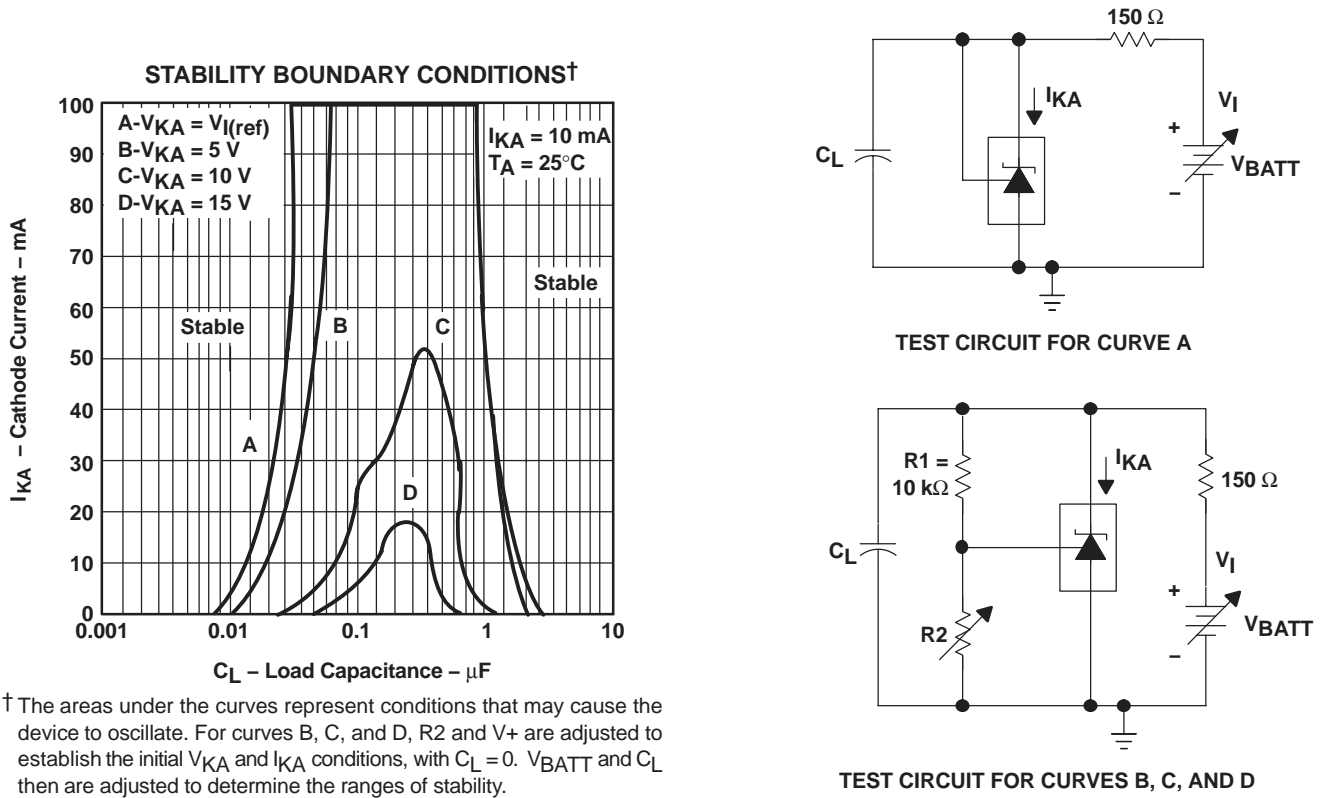 STABILITY BOUNDARY CONDITIONS†
100
90
80
70
60
50
40
30
20
10
0
IKA – Cathode Current – mA
A-VKA = VI(ref)
B-VKA = 5 V
C-VKA = 10 V
D-VKA = 15 V
IKA = 10 mA
TA = 25°C
Stable
Stable
A
B
C
D
0.001
0.01
0.1
1
10
CL – Load Capacitance – μF
† The areas under the curves represent conditions that may cause the
device to oscillate. For curves B, C, and D, R2 and V+ are adjusted to
establish the initial VKA and IKA conditions, with CL = 0. VBATT and CL
then are adjusted to determine the ranges of stability.
150 Ω
IKA
VI
+
CL
VBATT
–
TEST CIRCUIT FOR CURVE A
R1 =
10 kΩ
IKA
150 Ω
CL
VI
+
R2
VBATT
–
TEST CIRCUIT FOR CURVES B, C, AND D